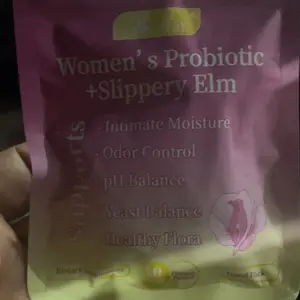 Women's Probiotic
+Slippery Elm
supports
· Intimate Moisture
· Odor Control
pH Balance
Yeast Balance
Healthy Flora